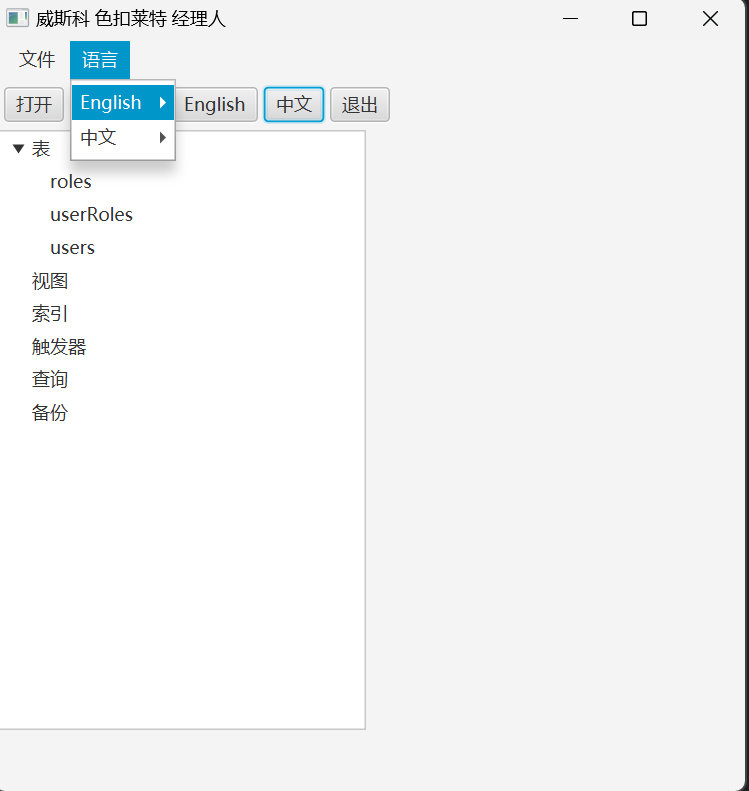 威斯科 色扣莱特 经理人
文件 语言
打开 English 中文 退出
English
中文
表
roles
userRoles
users
视图
索引
触发器
查询
备份